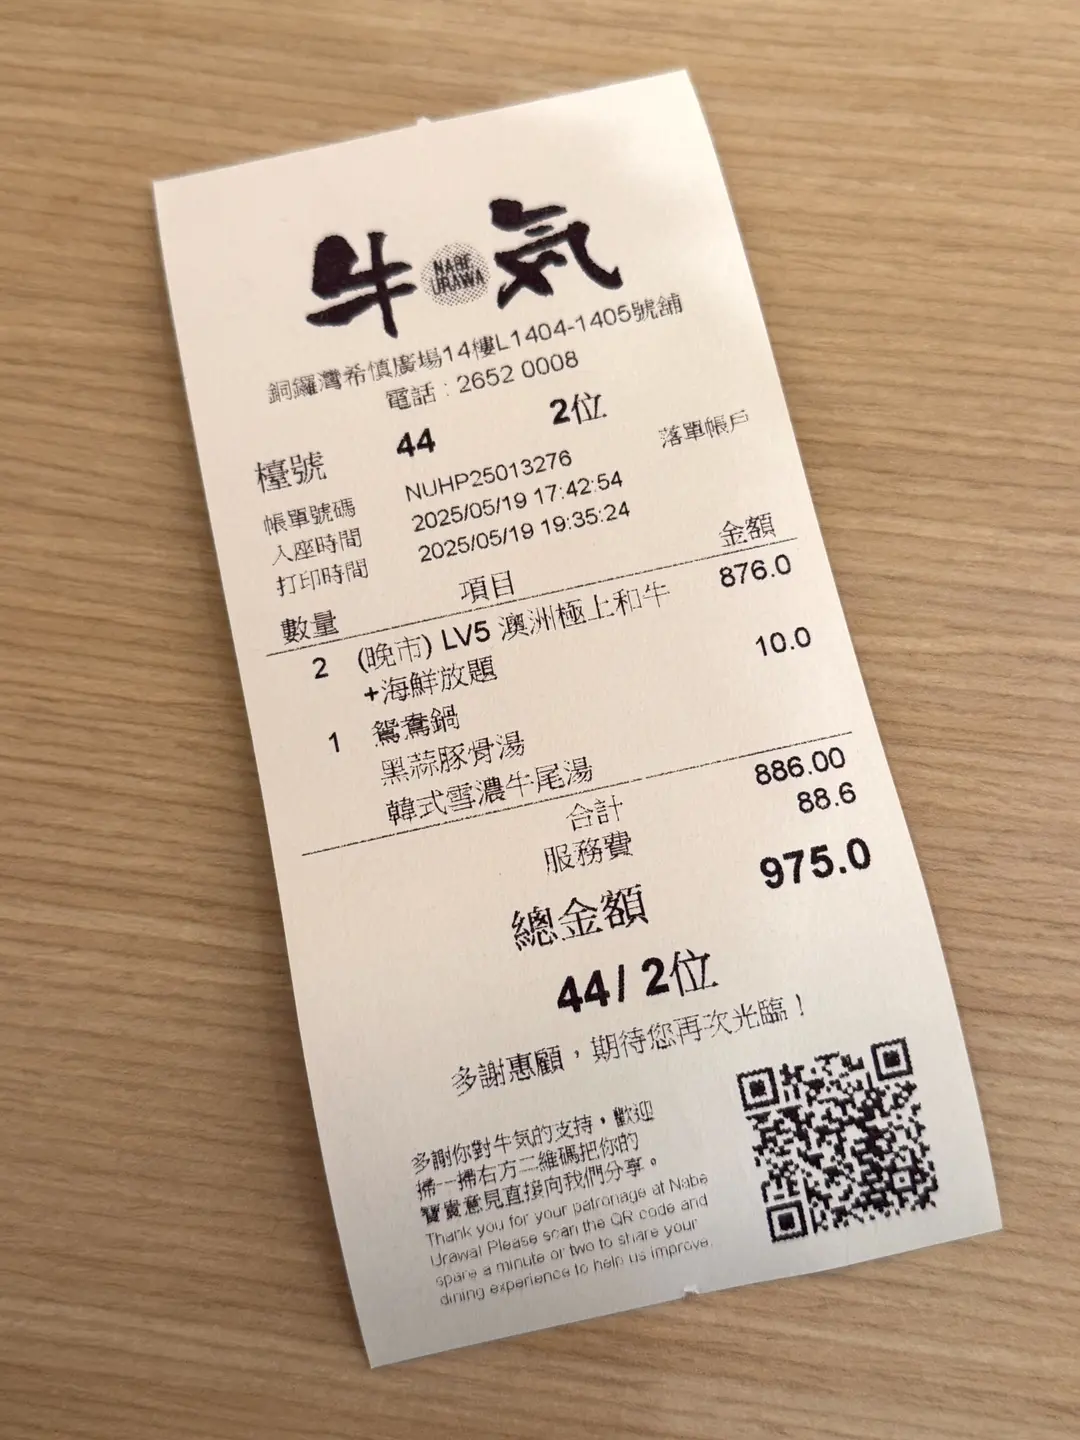 牛 NABE URAWA 気
銅鑼灣希慎廣場14樓L1404-1405號舖
電話 : 2652 0008
檯號 44 2位
帳單號碼 NUHP25013276 落單帳戶
入座時間 2025/05/19 17:42:54
打印時間 2025/05/19 19:35:24
數量 項目 金額
2 (晚市) LV5 澳洲極上和牛 876.0
+海鮮放題
1 鴛鴦鍋 10.0
黑蒜豚骨湯
韓式雪濃牛尾湯
合計 886.00
服務費 88.6
總金額 975.0
44/ 2位
多謝惠顧，期待您再次光臨！
多謝你對牛気的支持，歡迎
掃一掃右方二維碼把你的
寶貴意見直接向我們分享。
Thank you for your patronage at Nabe
Urawa! Please scan the QR code and
spare a minute or two to share your
dining experience to help us improve.